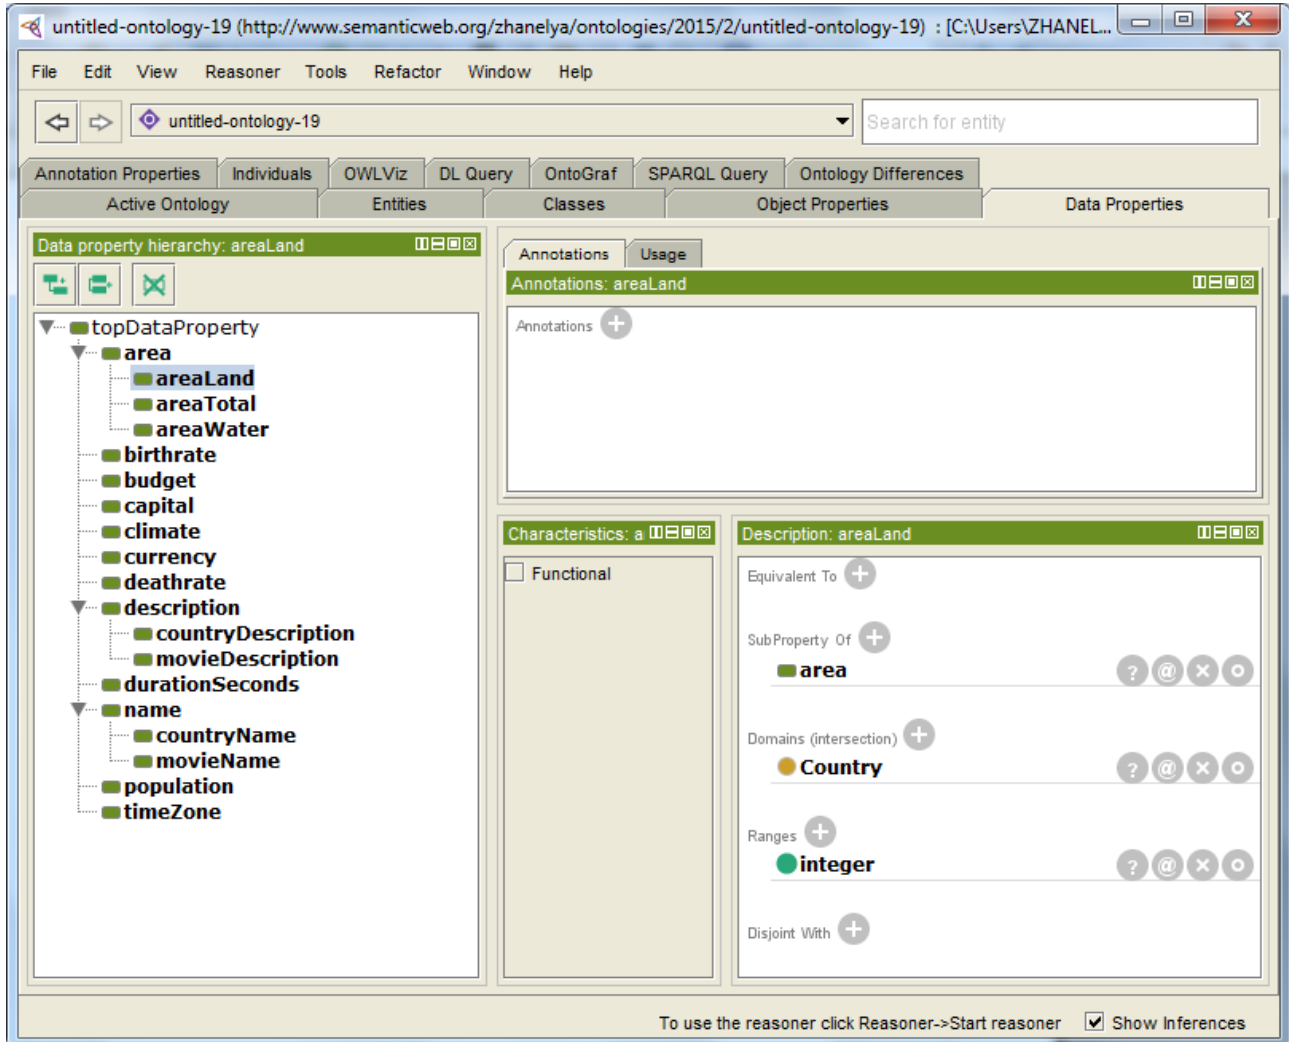 untitled-ontology-19 (http://www.semanticweb.org/zhanelya/ontologies/2015/2/untitled-ontology-19) : [C:\Users\ZHANEL...
File Edit View Reasoner Tools Refactor Window Help
untitled-ontology-19 Search for entity
Annotation Properties Individuals OWLViz DL Query OntoGraf SPARQL Query Ontology Differences
Active Ontology Entities Classes Object Properties Data Properties
Data property hierarchy: areaLand
topDataProperty
area
areaLand
areaTotal
areaWater
birthrate
budget
capital
climate
currency
deathrate
description
countryDescription
movieDescription
durationSeconds
name
countryName
movieName
population
timeZone
Annotations Usage
Annotations: areaLand
Annotations
Characteristics: a
Functional
Description: areaLand
Equivalent To
SubProperty Of
area
Domains (intersection)
Country
Ranges
integer
Disjoint With
To use the reasoner click Reasoner->Start reasoner Show Inferences